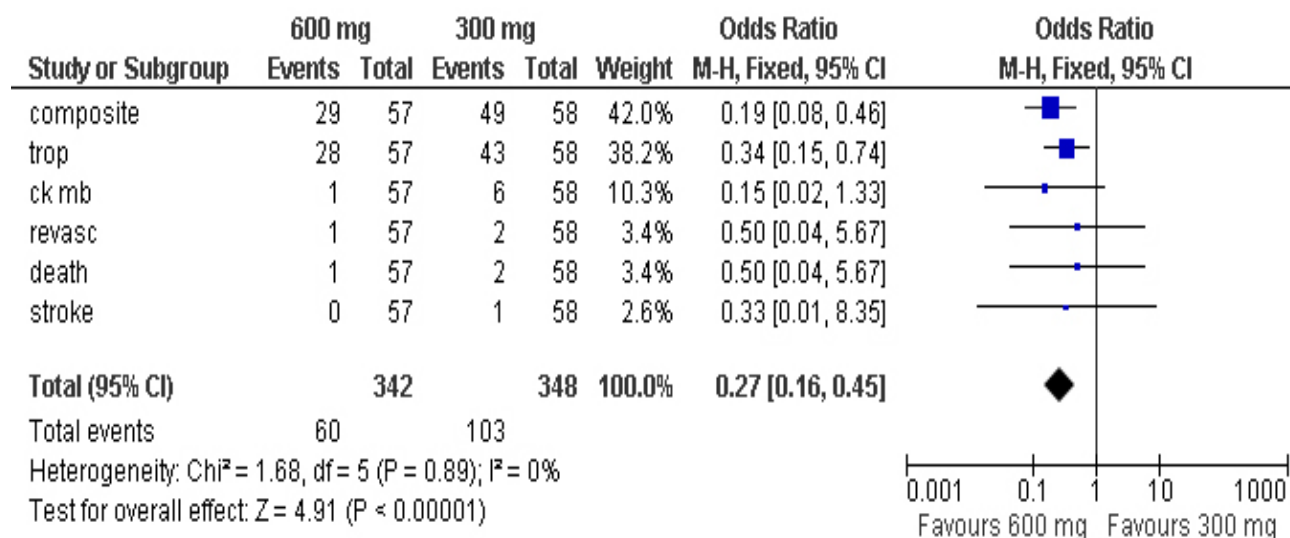 600 mg 300 mg Odds Ratio Odds Ratio
Study or Subgroup Events Total Events Total Weight M-H, Fixed, 95% CI M-H, Fixed, 95% CI
composite 29 57 49 58 42.0% 0.19 [0.08, 0.46]
trop 28 57 43 58 38.2% 0.34 [0.15, 0.74]
ck mb 1 57 6 58 10.3% 0.15 [0.02, 1.33]
revasc 1 57 2 58 3.4% 0.50 [0.04, 5.67]
death 1 57 2 58 3.4% 0.50 [0.04, 5.67]
stroke 0 57 1 58 2.6% 0.33 [0.01, 8.35]
Total (95% CI) 342 348 100.0% 0.27 [0.16, 0.45]
Total events 60 103
Heterogeneity: Chi² = 1.68, df = 5 (P = 0.89); I² = 0%
Test for overall effect: Z = 4.91 (P < 0.00001)
0.001 0.1 1 10 1000
Favours 600 mg Favours 300 mg